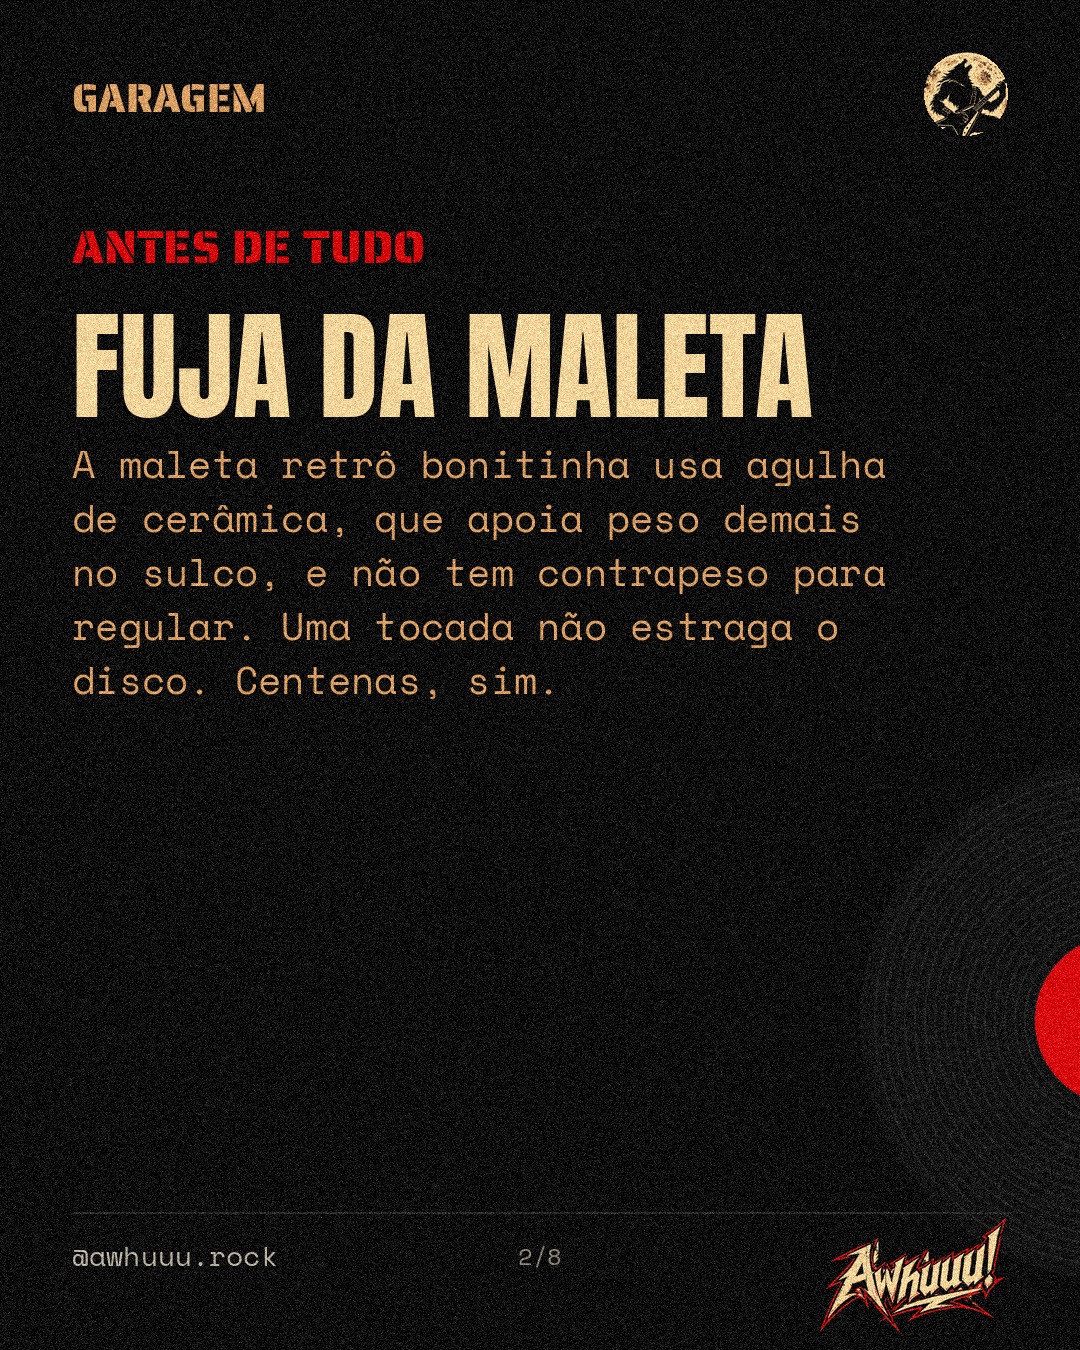 GARAGEM
ANTES DE TUDO
FUJA DA MALETA
A maleta retrô bonitinha usa agulha
de cerâmica, que apoia peso demais
no sulco, e não tem contrapeso para
regular. Uma tocada não estraga o
disco. Centenas, sim.
@awhuuu.rock
2/8
Awhuuu!